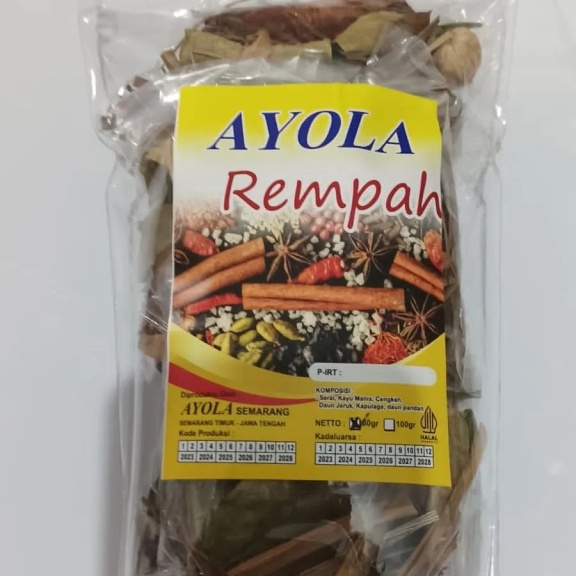 AYOLA
Rempah
P-IRT :
Diproduksi Oleh
AYOLA SEMARANG
SEMARANG TIMUR - JAWA TENGAH
Kode Produksi :
1 2 3 4 5 6 7 8 9 10 11 12
2023 2024 2025 2026 2027 2028
KOMPOSISI
Serai, Kayu Manis, Cengkeh,
Daun Jeruk, Kapulaga, daun pandan
NETTO : 80gr 100gr
HALAL
Kadaluarsa :
1 2 3 4 5 6 7 8 9 10 11 12
2023 2024 2025 2026 2027 2028